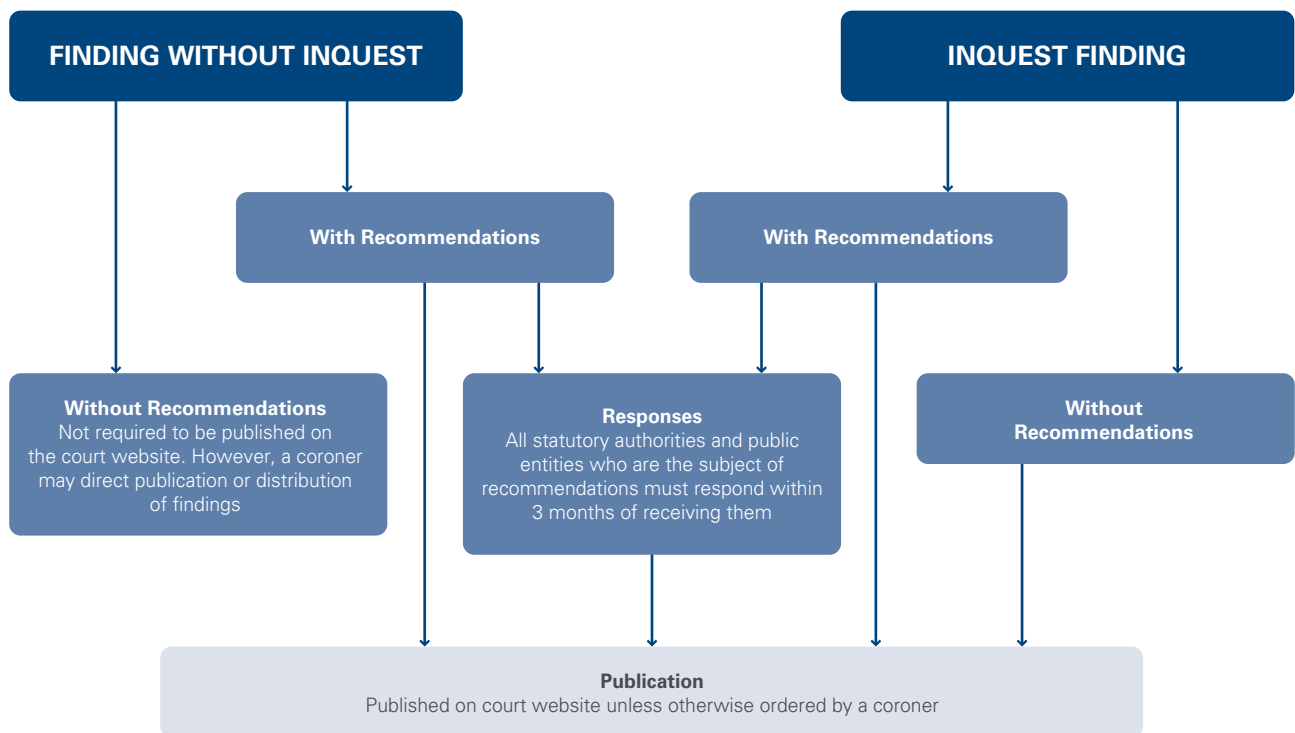 FINDING WITHOUT INQUEST
INQUEST FINDING
With Recommendations
With Recommendations
Without Recommendations
Not required to be published on
the court website. However, a coroner
may direct publication or distribution
of findings
Responses
All statutory authorities and public
entities who are the subject of
recommendations must respond within
3 months of receiving them
Without
Recommendations
Publication
Published on court website unless otherwise ordered by a coroner